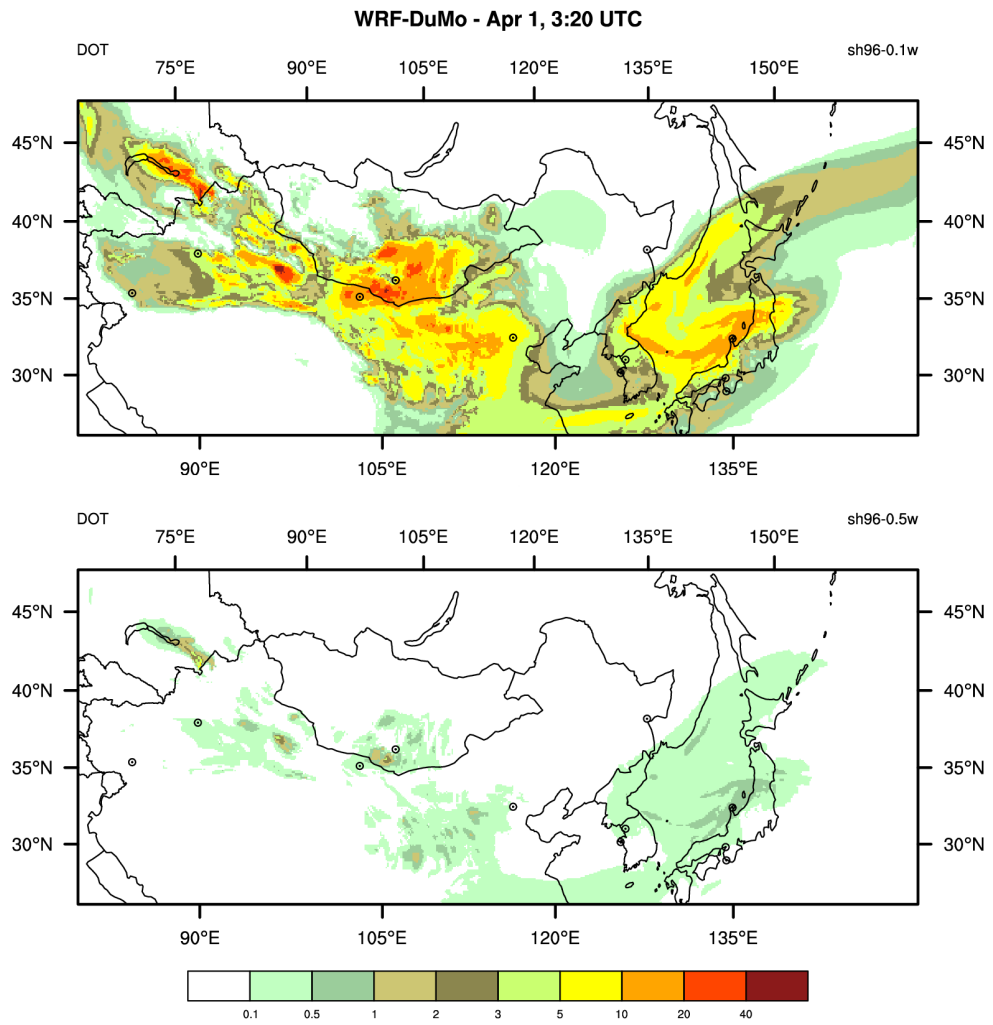 WRF-DuMo - Apr 1, 3:20 UTC
DOT sh96-0.1w
75°E 90°E 105°E 120°E 135°E 150°E
45°N 45°N
40°N 40°N
35°N 35°N
30°N 30°N
90°E 105°E 120°E 135°E
DOT sh96-0.5w
75°E 90°E 105°E 120°E 135°E 150°E
45°N 45°N
40°N 40°N
35°N 35°N
30°N 30°N
90°E 105°E 120°E 135°E
0.1 0.5 1 2 3 5 10 20 40